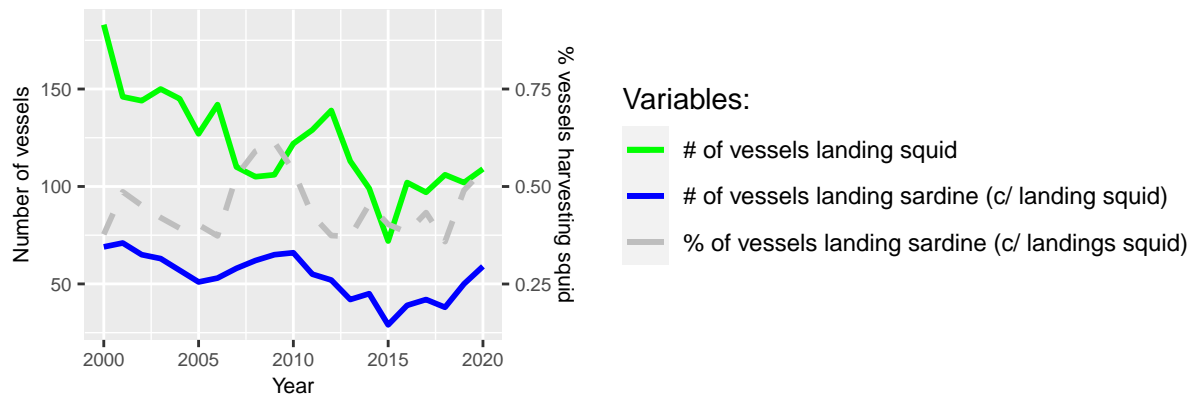 150
100
50
Number of vessels
0.75
0.50
0.25
% vessels harvesting squid
2000 2005 2010 2015 2020
Year
Variables:
# of vessels landing squid
# of vessels landing sardine (c/ landing squid)
% of vessels landing sardine (c/ landings squid)